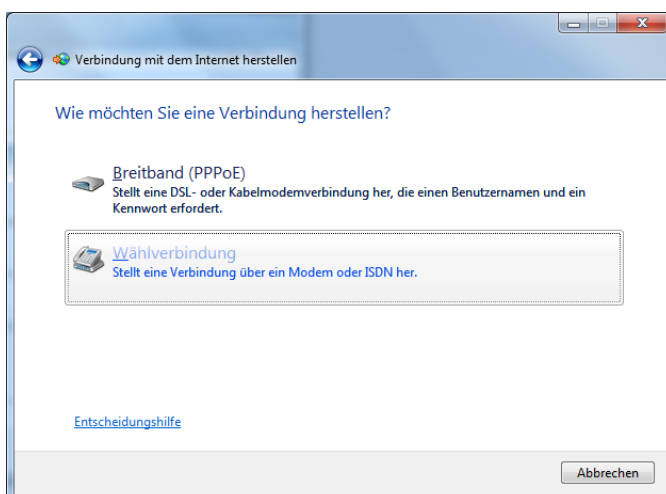 Verbindung mit dem Internet herstellen
Wie möchten Sie eine Verbindung herstellen?
Breitband (PPPoE)
Stellt eine DSL- oder Kabelmodemverbindung her, die einen Benutzernamen und ein
Kennwort erfordert.
Wählverbindung
Stellt eine Verbindung über ein Modem oder ISDN her.
Entscheidungshilfe
Abbrechen